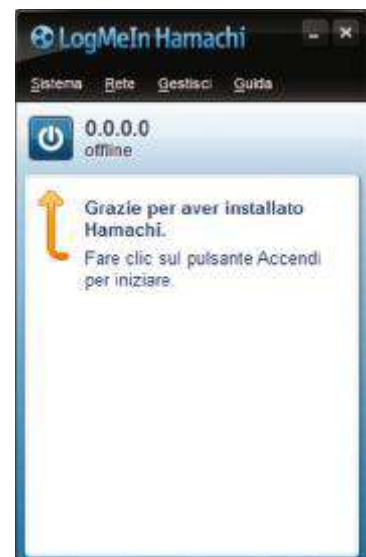 LogMeIn Hamachi
Sistema Rete Gestisci Guida
0.0.0.0
offline
Grazie per aver installato
Hamachi.
Fare clic sul pulsante Accendi
per iniziare.